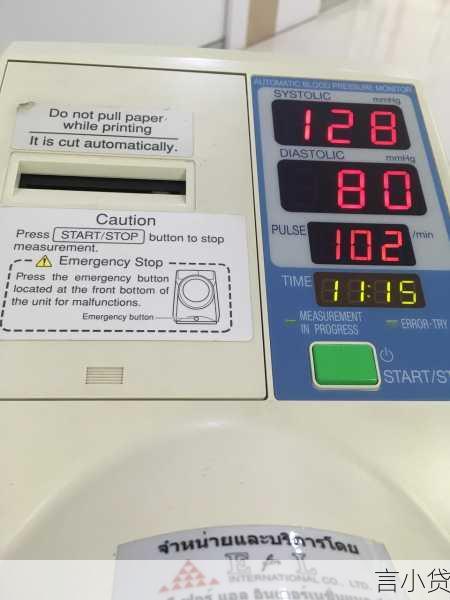 Do not pull paper
while printing
It is cut automatically.
Caution
Press START/STOP button to stop
measurement.
Emergency Stop
Press the emergency button
located at the front bottom of
the unit for malfunctions.
Emergency button
AUTOMATIC BLOOD PRESSURE MONITOR
SYSTOLIC mmHg
128
DIASTOLIC mmHg
80
PULSE 102 /min
TIME 11:15
MEASUREMENT
IN PROGRESS
ERROR-TRY
START/ST
จำหน่ายและบริการโดย
E L
INTERNATIONAL CO., LTD.
言小贷